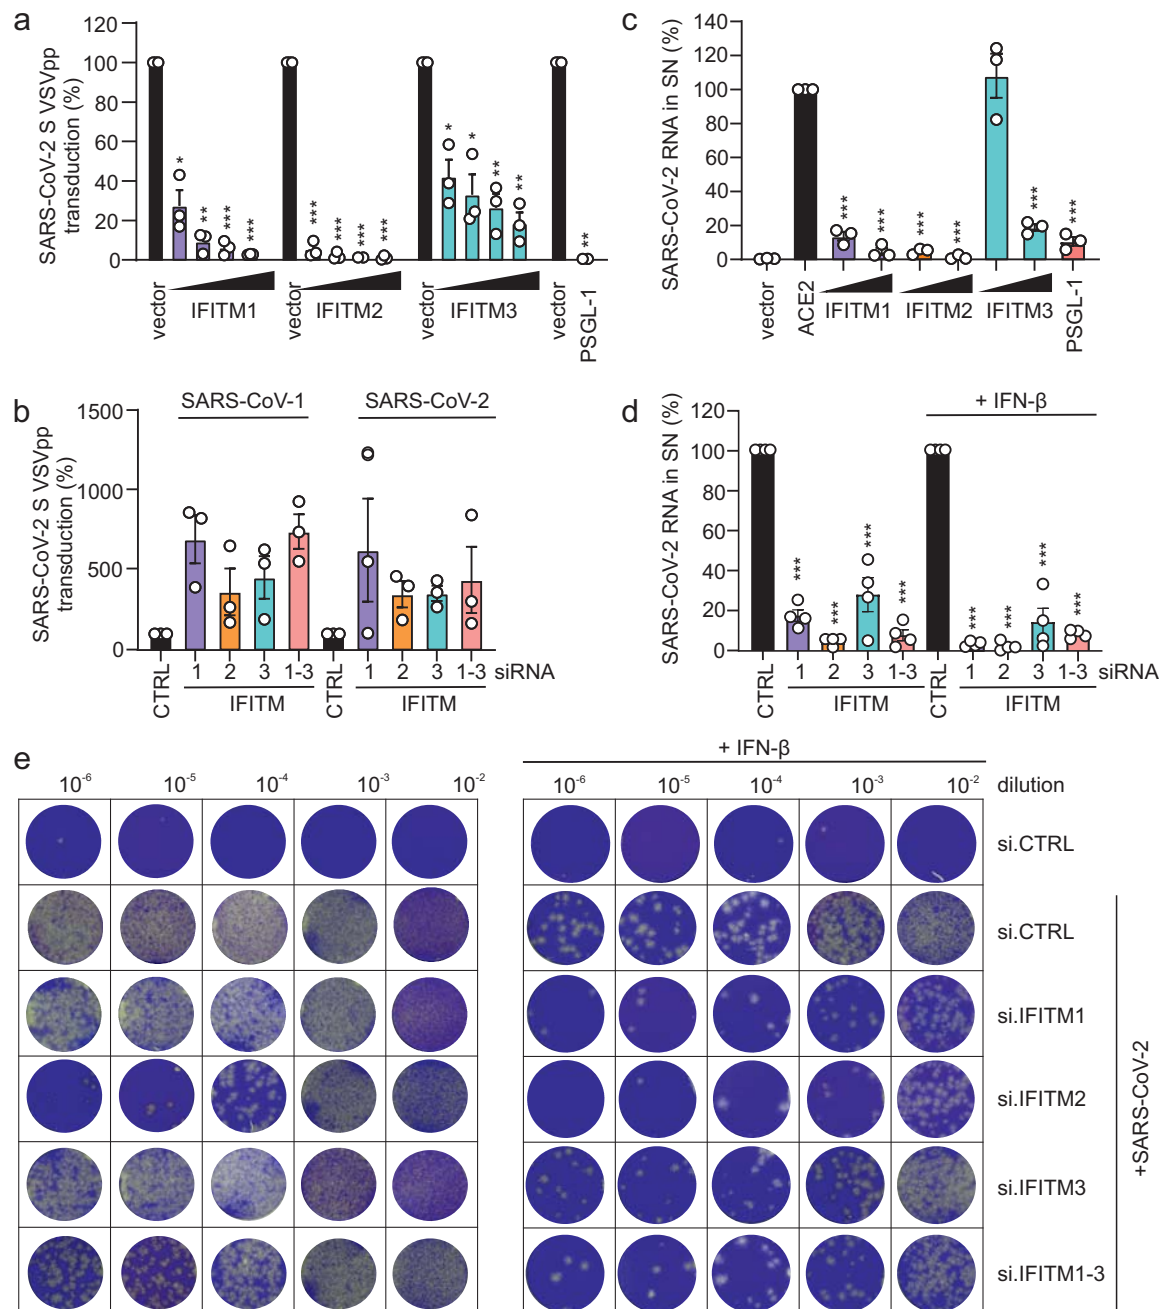 a
SARS-CoV-2 S VSVpp
transduction (%)
120
100
80
60
40
20
0
* ** *** ***
*** *** *** ***
* * ** **
**
vector
IFITM1
vector
IFITM2
vector
IFITM3
vector
PSGL-1
c
SARS-CoV-2 RNA in SN (%)
140
120
100
80
60
40
20
0
*** *** *** *** *** ***
vector
ACE2
IFITM1
IFITM2
IFITM3
PSGL-1
b
SARS-CoV-2 S VSVpp
transduction (%)
SARS-CoV-1
SARS-CoV-2
1500
1000
500
0
CTRL
1 2 3 1-3
CTRL
1 2 3 1-3 siRNA
IFITM
IFITM
d
SARS-CoV-2 RNA in SN (%)
+ IFN-β
120
100
80
60
40
20
0
*** *** *** ***
*** *** *** ***
CTRL
1 2 3 1-3
CTRL
1 2 3 1-3 siRNA
IFITM
IFITM
e
+ IFN-β
10-6 10-5 10-4 10-3 10-2
10-6 10-5 10-4 10-3 10-2 dilution
si.CTRL
si.CTRL
si.IFITM1
si.IFITM2
si.IFITM3
si.IFITM1-3
+SARS-CoV-2